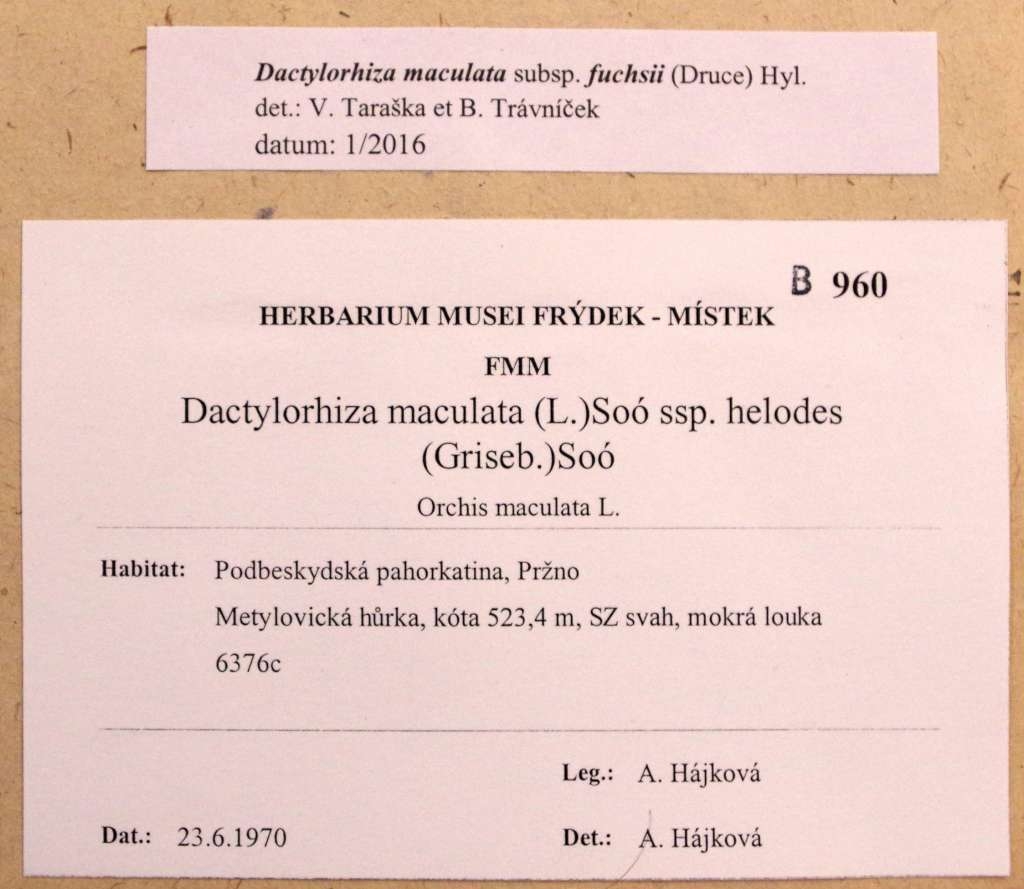 Dactylorhiza maculata subsp. fuchsii (Druce) Hyl.
det.: V. Taraška et B. Trávníček
datum: 1/2016
B 960
HERBARIUM MUSEI FRÝDEK - MÍSTEK
FMM
Dactylorhiza maculata (L.)Soó ssp. helodes
(Griseb.)Soó
Orchis maculata L.
Habitat: Podbeskydská pahorkatina, Pržno
Metylovická hůrka, kóta 523,4 m, SZ svah, mokrá louka
6376c
Leg.: A. Hájková
Dat.: 23.6.1970 Det.: A. Hájková